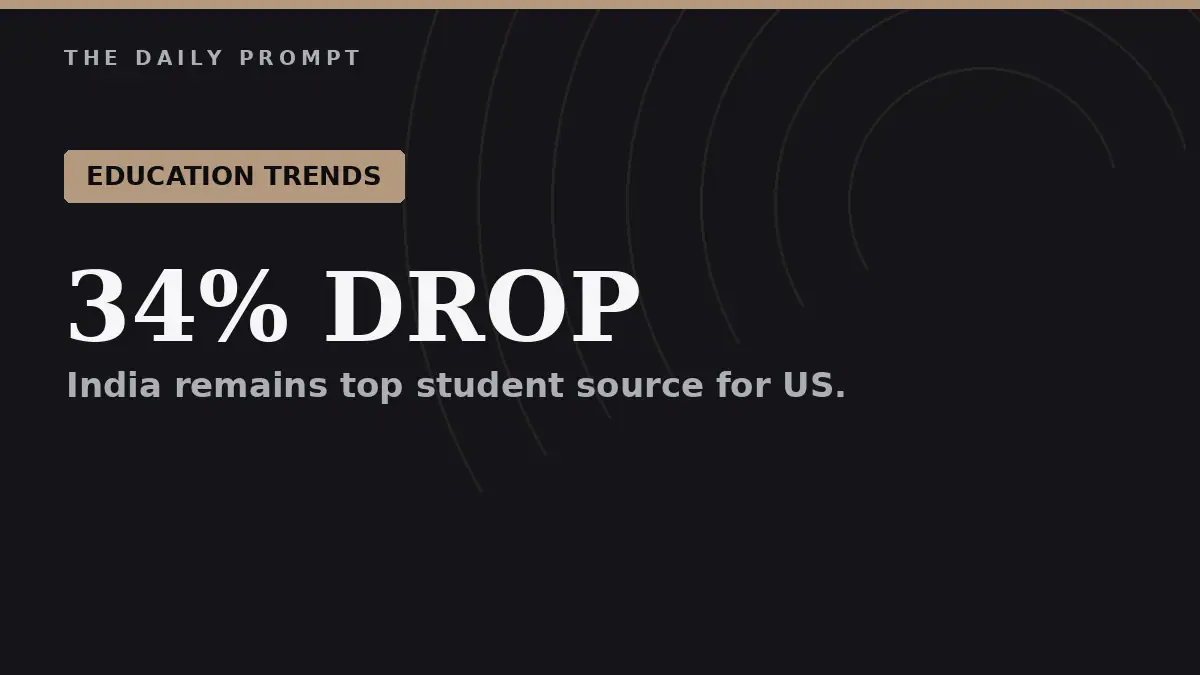 THE DAILY PROMPT
EDUCATION TRENDS
34% DROP
India remains top student source for US.